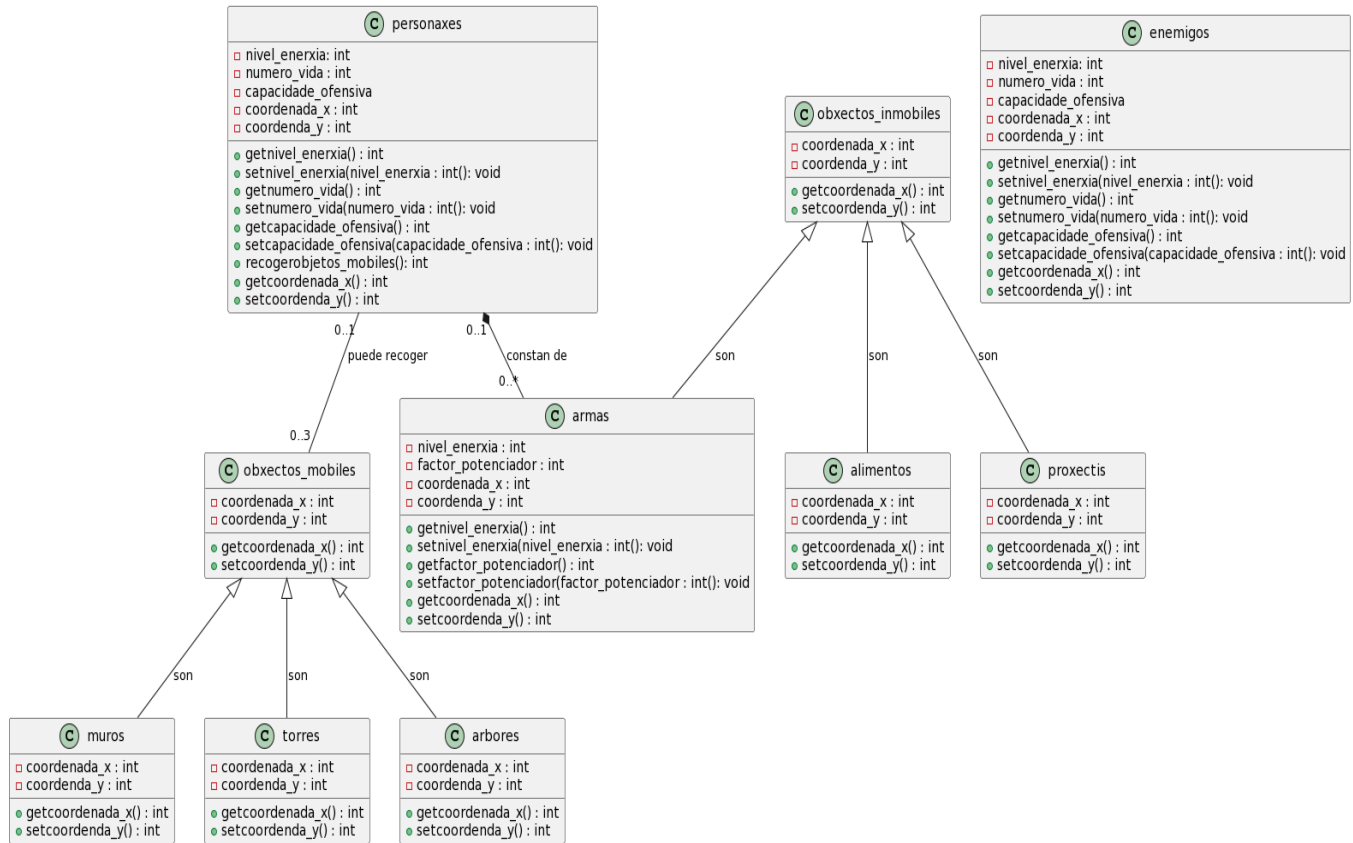 C personaxes
nivel_enerxia: int
numero_vida : int
capacidade_ofensiva
coordenada_x : int
coordenda_y : int
getnivel_enerxia() : int
setnivel_enerxia(nivel_enerxia : int(): void
getnumero_vida() : int
setnumero_vida(numero_vida : int(): void
getcapacidade_ofensiva() : int
setcapacidade_ofensiva(capacidade_ofensiva : int(): void
recogerobjetos_mobiles(): int
getcoordenada_x() : int
setcoordenda_y() : int
C obxectos_inmobiles
coordenada_x : int
coordenda_y : int
getcoordenada_x() : int
setcoordenda_y() : int
C enemigos
nivel_enerxia: int
numero_vida : int
capacidade_ofensiva
coordenada_x : int
coordenda_y : int
getnivel_enerxia() : int
setnivel_enerxia(nivel_enerxia : int(): void
getnumero_vida() : int
setnumero_vida(numero_vida : int(): void
getcapacidade_ofensiva() : int
setcapacidade_ofensiva(capacidade_ofensiva : int(): void
getcoordenada_x() : int
setcoordenda_y() : int
0..1
puede recoger
0..3
0..1
constan de
0..*
son
son
son
C obxectos_mobiles
coordenada_x : int
coordenda_y : int
getcoordenada_x() : int
setcoordenda_y() : int
C armas
nivel_enerxia : int
factor_potenciador : int
coordenada_x : int
coordenda_y : int
getnivel_enerxia() : int
setnivel_enerxia(nivel_enerxia : int(): void
getfactor_potenciador() : int
setfactor_potenciador(factor_potenciador : int(): void
getcoordenada_x() : int
setcoordenda_y() : int
C alimentos
coordenada_x : int
coordenda_y : int
getcoordenada_x() : int
setcoordenda_y() : int
C proxectis
coordenada_x : int
coordenda_y : int
getcoordenada_x() : int
setcoordenda_y() : int
son
son
son
C muros
coordenada_x : int
coordenda_y : int
getcoordenada_x() : int
setcoordenda_y() : int
C torres
coordenada_x : int
coordenda_y : int
getcoordenada_x() : int
setcoordenda_y() : int
C arbores
coordenada_x : int
coordenda_y : int
getcoordenada_x() : int
setcoordenda_y() : int